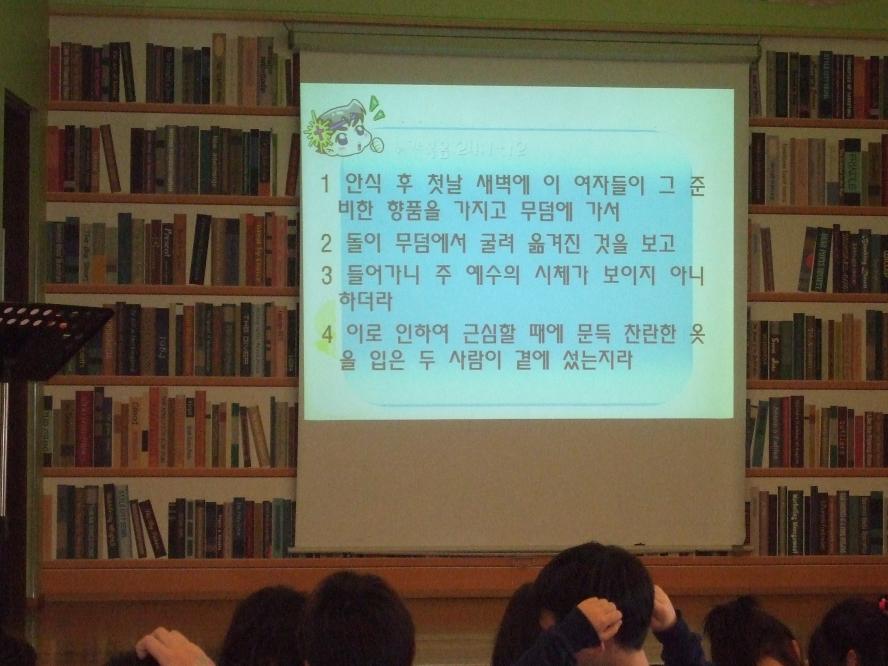 24:1-12
1 안식 후 첫날 새벽에 이 여자들이 그 준
비한 향품을 가지고 무덤에 가서
2 돌이 무덤에서 굴려 옮겨진 것을 보고
3 들어가니 주 예수의 시체가 보이지 아니
하더라
4 이로 인하여 근심할 때에 문득 찬란한 옷
을 입은 두 사람이 곁에 섰는지라